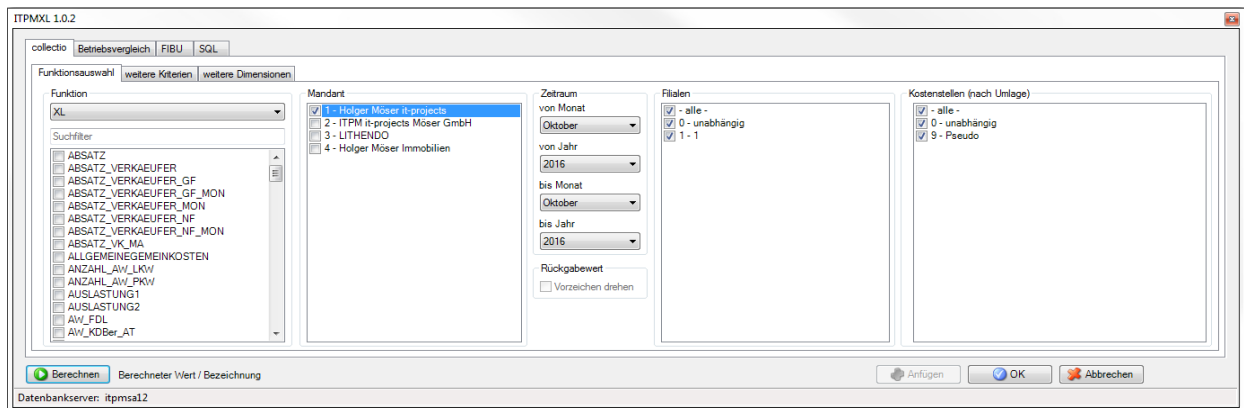 ITPMXL 1.0.2
collectio Betriebsvergleich FIBU SQL
Funktionsauswahl weitere Kriterien weitere Dimensionen
Funktion
XL
Suchfilter
ABSATZ
ABSATZ_VERKAEUFER
ABSATZ_VERKAEUFER_GF
ABSATZ_VERKAEUFER_GF_MON
ABSATZ_VERKAEUFER_MON
ABSATZ_VERKAEUFER_NF
ABSATZ_VERKAEUFER_NF_MON
ABSATZ_VK_MA
ALLGEMEINEGEMEINKOSTEN
ANZAHL_AW_LKW
ANZAHL_AW_PKW
AUSLASTUNG1
AUSLASTUNG2
AW_FDL
AW_KDBer_AT
Mandant
1 - Holger Möser it-projects
2 - ITPM it-projects Möser GmbH
3 - LITHENDO
4 - Holger Möser Immobilien
Zeitraum
von Monat
Oktober
von Jahr
2016
bis Monat
Oktober
bis Jahr
2016
Rückgabewert
Vorzeichen drehen
Filialen
- alle -
0 - unabhängig
1 - 1
Kostenstellen (nach Umlage)
- alle -
0 - unabhängig
9 - Pseudo
Berechnen Berechneter Wert / Bezeichnung Anfügen OK Abbrechen
Datenbankserver: itpmsa12